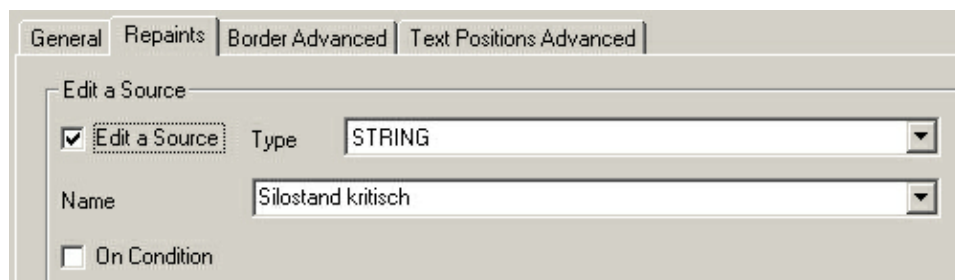 General Repaints Border Advanced Text Positions Advanced
Edit a Source
Edit a Source Type STRING
Name Silostand kritisch
On Condition